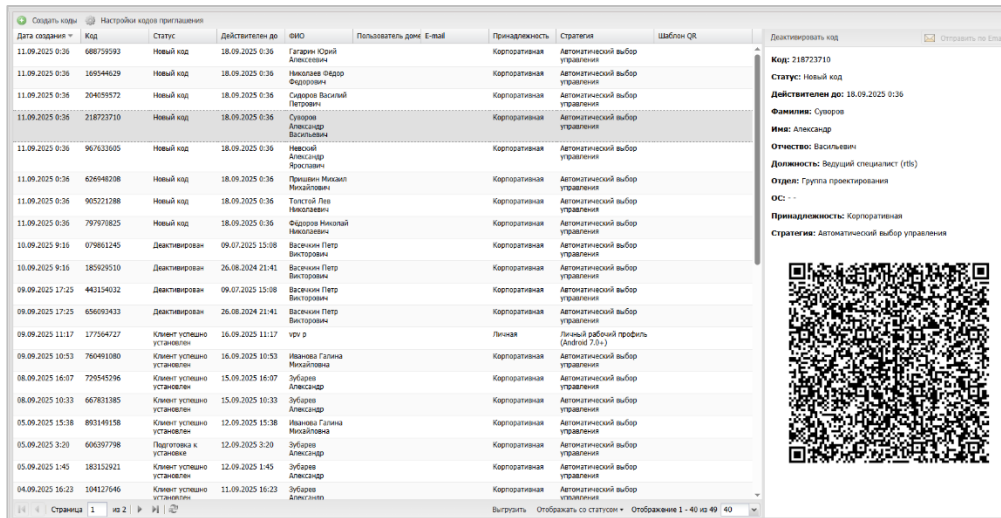 Создать коды Настройки кодов приглашения
Дата создания Код Статус Действителен до ФИО Пользователь доме E-mail Принадлежность Стратегия Шаблон QR
11.09.2025 0:36 688759593 Новый код 18.09.2025 0:36 Гагарин Юрий Алексеевич Корпоративная Автоматический выбор управления
11.09.2025 0:36 169544629 Новый код 18.09.2025 0:36 Николаев Фёдор Федорович Корпоративная Автоматический выбор управления
11.09.2025 0:36 204059572 Новый код 18.09.2025 0:36 Сидоров Василий Петрович Корпоративная Автоматический выбор управления
11.09.2025 0:36 218723710 Новый код 18.09.2025 0:36 Суворов Александр Васильевич Корпоративная Автоматический выбор управления
11.09.2025 0:36 967633605 Новый код 18.09.2025 0:36 Невский Александр Ярославич Корпоративная Автоматический выбор управления
11.09.2025 0:36 626948208 Новый код 18.09.2025 0:36 Пришвин Михаил Михайлович Корпоративная Автоматический выбор управления
11.09.2025 0:36 905221288 Новый код 18.09.2025 0:36 Толстой Лев Николаевич Корпоративная Автоматический выбор управления
11.09.2025 0:36 797970825 Новый код 18.09.2025 0:36 Фёдоров Николай Николаевич Корпоративная Автоматический выбор управления
10.09.2025 9:16 079861245 Деактивирован 09.07.2025 15:08 Васечкин Петр Викторович Корпоративная Автоматический выбор управления
10.09.2025 9:16 185929510 Деактивирован 26.08.2024 21:41 Васечкин Петр Викторович Корпоративная Автоматический выбор управления
09.09.2025 17:25 443154032 Деактивирован 09.07.2025 15:08 Васечкин Петр Викторович Корпоративная Автоматический выбор управления
09.09.2025 17:25 656093433 Деактивирован 26.08.2024 21:41 Васечкин Петр Викторович Корпоративная Автоматический выбор управления
09.09.2025 11:17 177564727 Клиент успешно установлен 16.09.2025 11:17 vpv p Личная Личный рабочий профиль (Android 7.0+)
09.09.2025 10:53 760491080 Клиент успешно установлен 16.09.2025 10:53 Иванова Галина Михайловна Корпоративная Автоматический выбор управления
08.09.2025 16:07 729545296 Клиент успешно установлен 15.09.2025 16:07 Зубарев Александр Корпоративная Автоматический выбор управления
08.09.2025 10:33 667831385 Клиент успешно установлен 15.09.2025 10:33 Зубарев Александр Корпоративная Автоматический выбор управления
05.09.2025 15:38 893149158 Клиент успешно установлен 12.09.2025 15:38 Иванова Галина Михайловна Корпоративная Автоматический выбор управления
05.09.2025 3:20 606397798 Подготовка к установке 12.09.2025 3:20 Зубарев Александр Корпоративная Автоматический выбор управления
05.09.2025 1:45 183152921 Клиент успешно установлен 12.09.2025 1:45 Зубарев Александр Корпоративная Автоматический выбор управления
04.09.2025 16:23 104127646 Клиент успешно установлен 11.09.2025 16:23 Зубарев Александр Корпоративная Автоматический выбор управления
Страница 1 из 2 Выгрузить Отображать со статусом Отображение 1 - 40 из 49 40
Деактивировать код Отправить по Ema
Код: 218723710
Статус: Новый код
Действителен до: 18.09.2025 0:36
Фамилия: Суворов
Имя: Александр
Отчество: Васильевич
Должность: Ведущий специалист (rtls)
Отдел: Группа проектирования
ОС: - -
Принадлежность: Корпоративная
Стратегия: Автоматический выбор управления